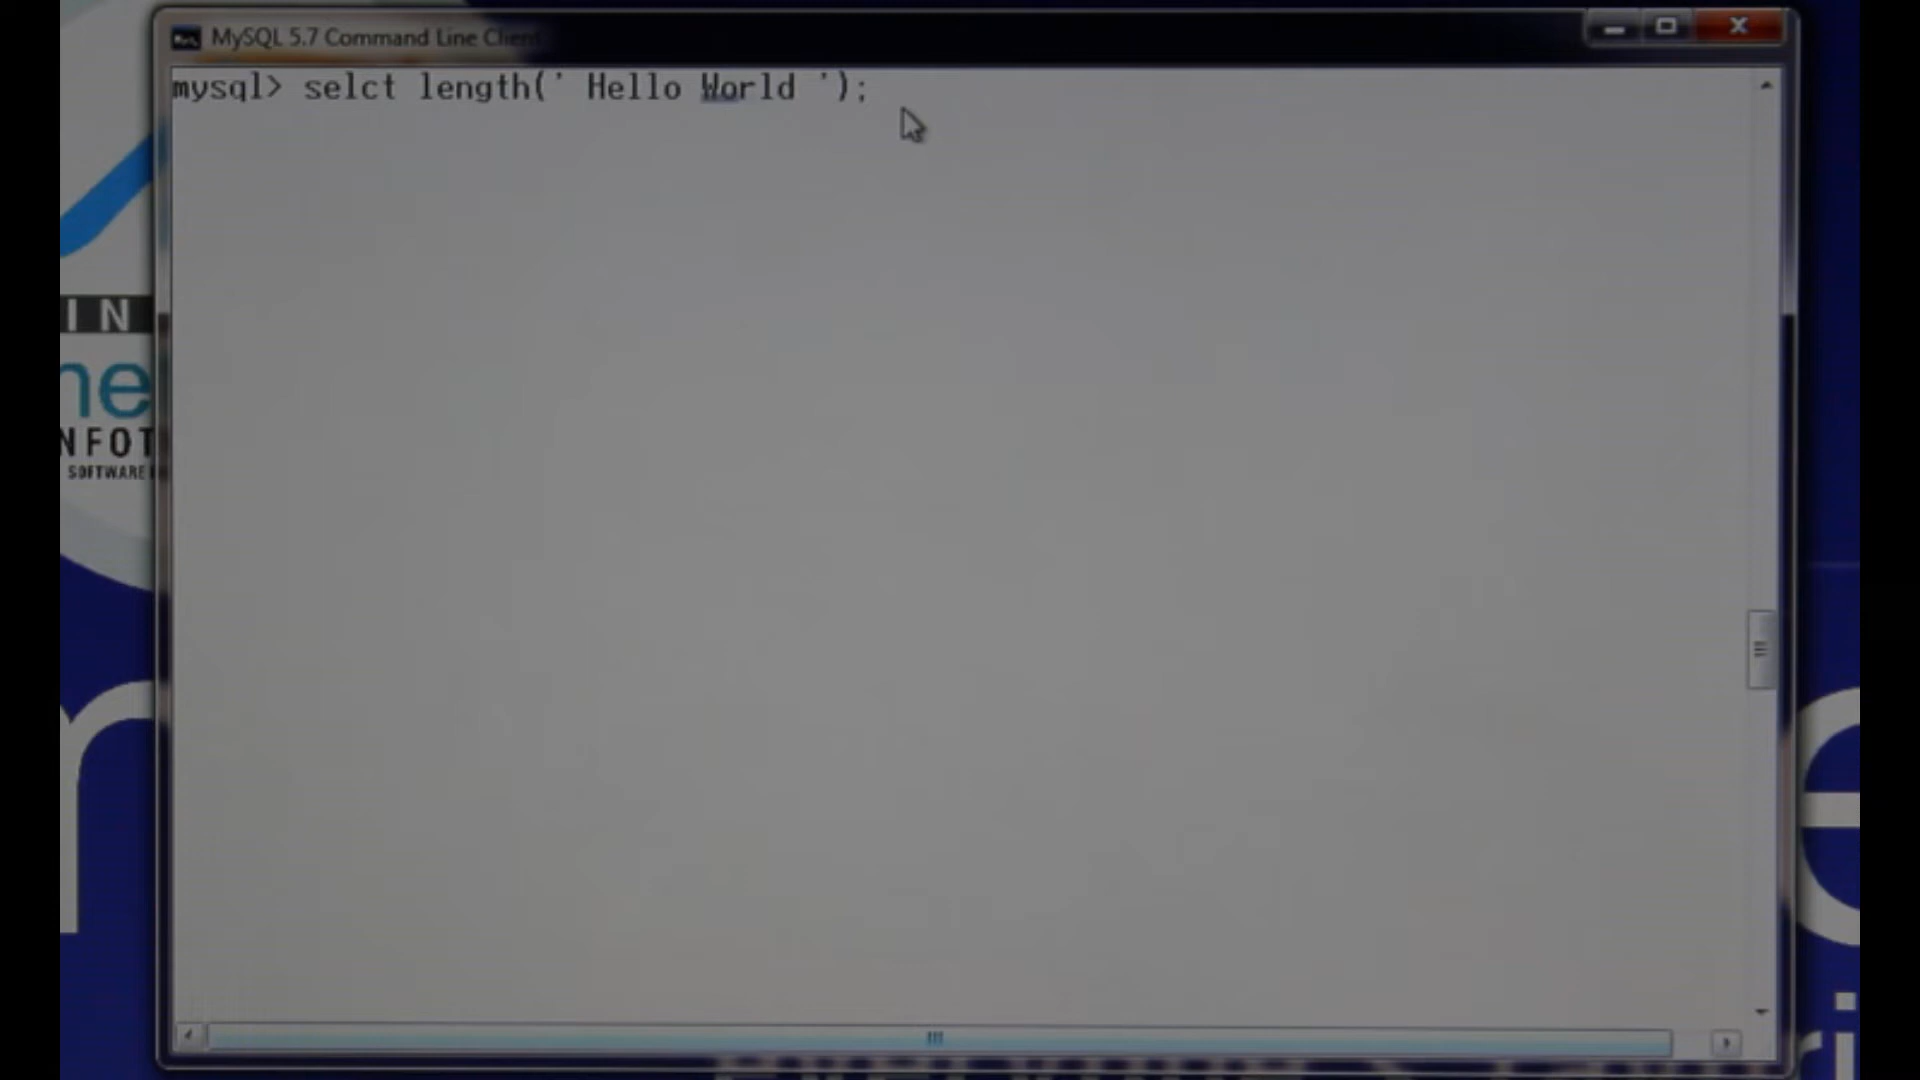 MySQL 5.7 Command Line Client
mysql> selct length(' Hello World ');
IN
ne
NFOT
SOFTWARE